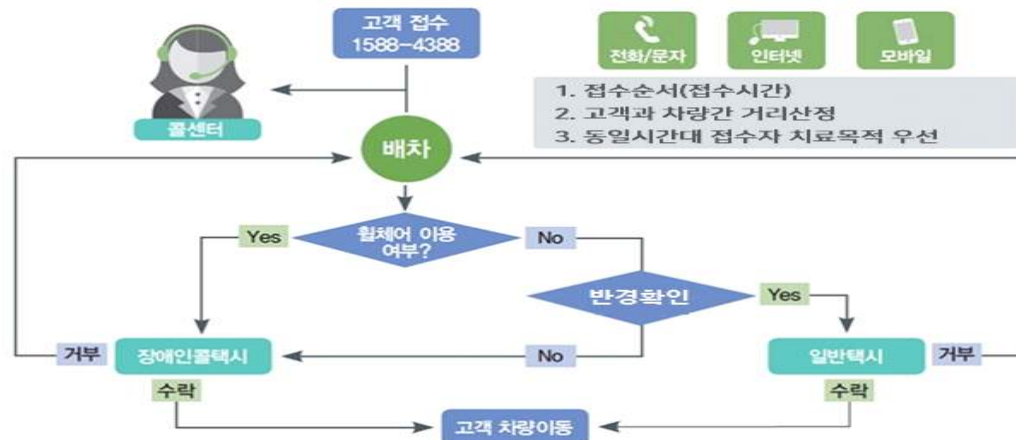 고객 접수
1588-4388
전화/문자
인터넷
모바일
콜센터
1. 접수순서(접수시간)
2. 고객과 차량간 거리산정
3. 동일시간대 접수자 치료목적 우선
배차
Yes
휠체어 이용
여부?
No
반경확인
Yes
거부
장애인콜택시
No
일반택시
거부
수락
수락
고객 차량이동